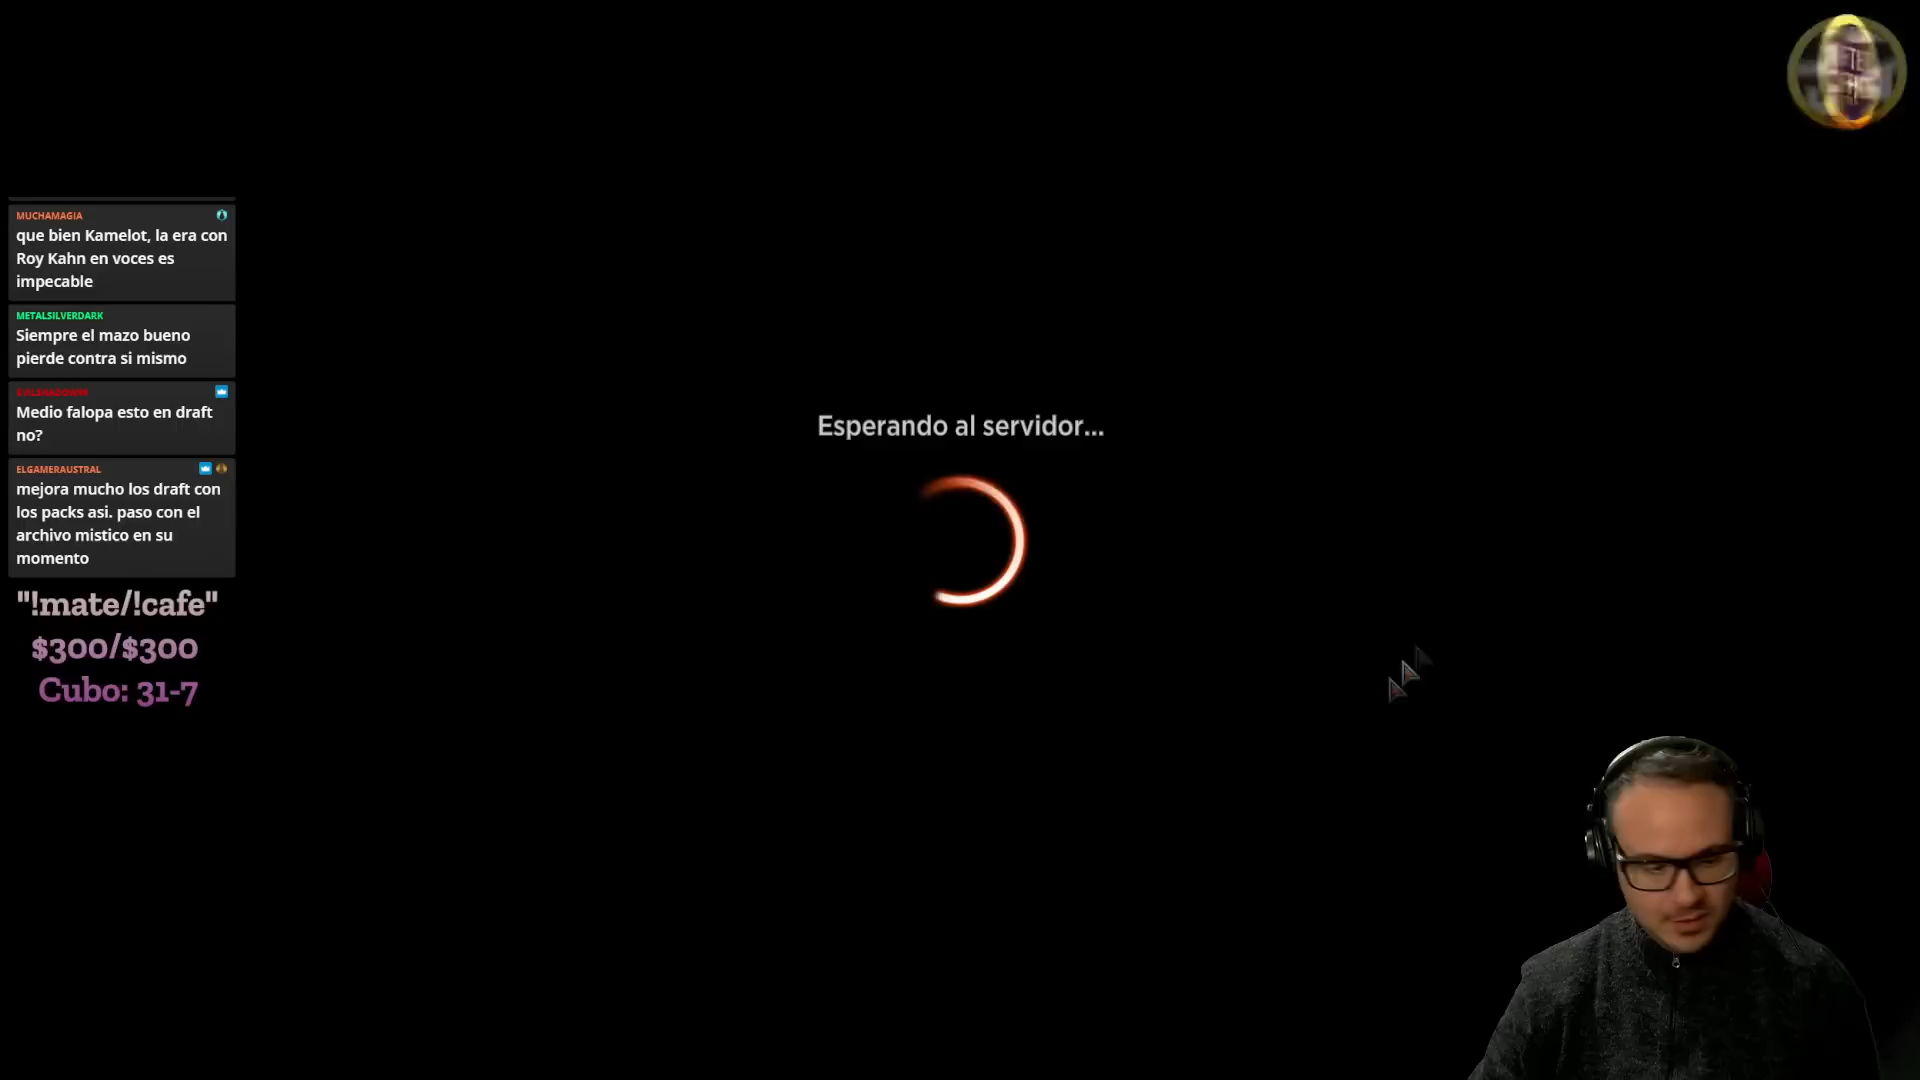 MUCHAMAGIA
que bien Kamelot, la era con
Roy Kahn en voces es
impecable
METALSILVERDARK
Siempre el mazo bueno
pierde contra si mismo
Medio falopa esto en draft
no?
ELGAMERAUSTRAL
mejora mucho los draft con
los packs asi. paso con el
archivo mistico en su
momento
"!mate/!cafe"
$300/$300
Cubo: 31-7
Esperando al servidor...